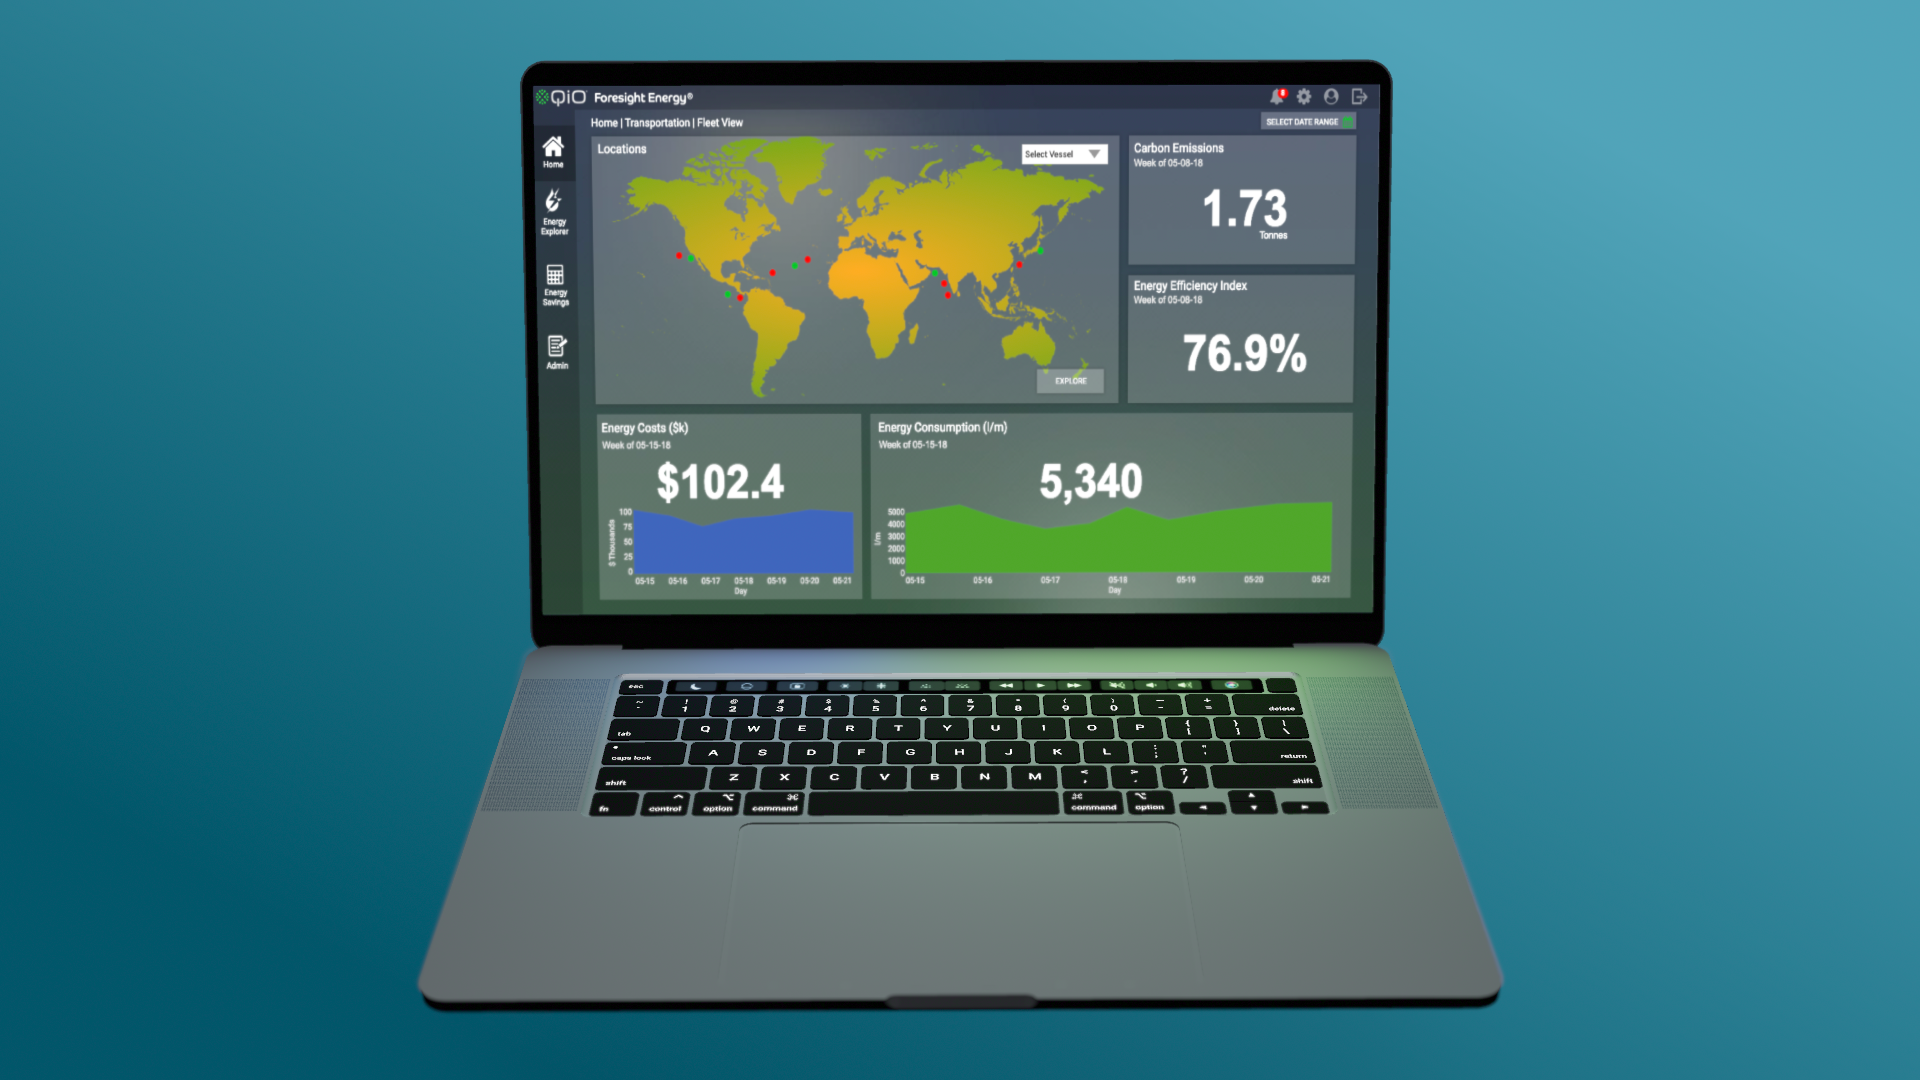 QiO Foresight Energy®
Home | Transportation | Fleet View
SELECT DATE RANGE
Home
Energy
Explorer
Energy
Savings
Admin
Locations
Select Vessel
EXPLORE
Carbon Emissions
Week of 05-08-18
1.73
Tonnes
Energy Efficiency Index
Week of 05-08-18
76.9%
Energy Costs ($k)
Week of 05-15-18
$102.4
$ Thousands
100
75
50
25
0
05-15 05-16 05-17 05-18 05-19 05-20 05-21
Day
Energy Consumption (l/m)
Week of 05-15-18
5,340
l/m
5000
4000
3000
2000
1000
0
05-15 05-16 05-17 05-18 05-19 05-20 05-21
Day
esc
~ ! @ # $ % ^ & * ( ) _ +
1 2 3 4 5 6 7 8 9 0 - = delete
tab Q W E R T Y U I O P { [ } ] | \
caps lock A S D F G H J K L : ; " ' return
shift Z X C V B N M < , > . ? / shift
fn control option command command option